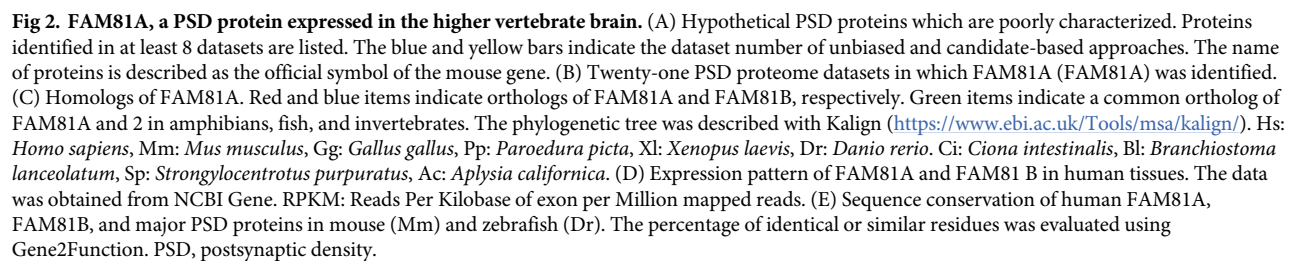 Fig 2. FAM81A, a PSD protein expressed in the higher vertebrate brain. (A) Hypothetical PSD proteins which are poorly characterized. Proteins
identified in at least 8 datasets are listed. The blue and yellow bars indicate the dataset number of unbiased and candidate-based approaches. The name
of proteins is described as the official symbol of the mouse gene. (B) Twenty-one PSD proteome datasets in which FAM81A (FAM81A) was identified.
(C) Homologs of FAM81A. Red and blue items indicate orthologs of FAM81A and FAM81B, respectively. Green items indicate a common ortholog of
FAM81A and 2 in amphibians, fish, and invertebrates. The phylogenetic tree was described with Kalign (https://www.ebi.ac.uk/Tools/msa/kalign/). Hs:
Homo sapiens, Mm: Mus musculus, Gg: Gallus gallus, Pp: Paroedura picta, Xl: Xenopus laevis, Dr: Danio rerio. Ci: Ciona intestinalis, Bl: Branchiostoma
lanceolatum, Sp: Strongylocentrotus purpuratus, Ac: Aplysia californica. (D) Expression pattern of FAM81A and FAM81 B in human tissues. The data
was obtained from NCBI Gene. RPKM: Reads Per Kilobase of exon per Million mapped reads. (E) Sequence conservation of human FAM81A,
FAM81B, and major PSD proteins in mouse (Mm) and zebrafish (Dr). The percentage of identical or similar residues was evaluated using
Gene2Function. PSD, postsynaptic density.